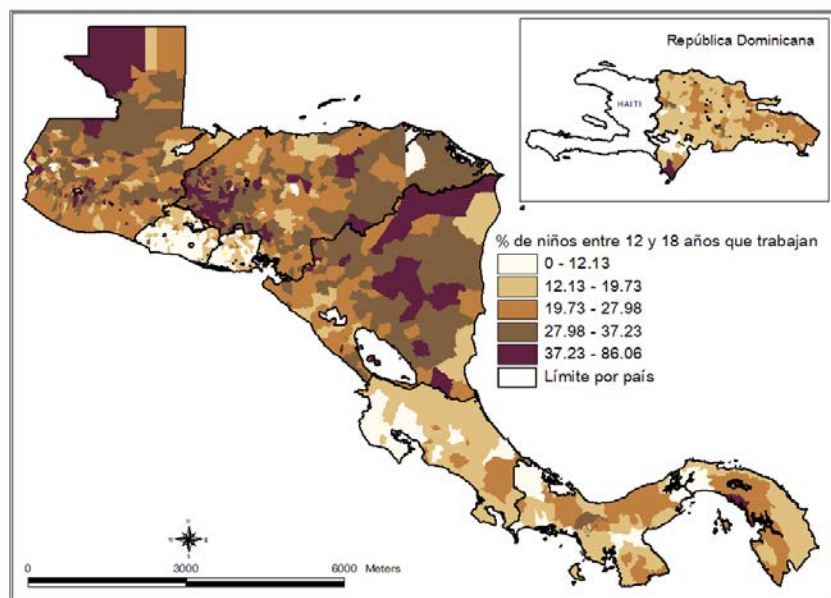 República Dominicana
HAITI
% de niños entre 12 y 18 años que trabajan
0 - 12.13
12.13 - 19.73
19.73 - 27.98
27.98 - 37.23
37.23 - 86.06
Límite por país
0 3000 6000 Meters